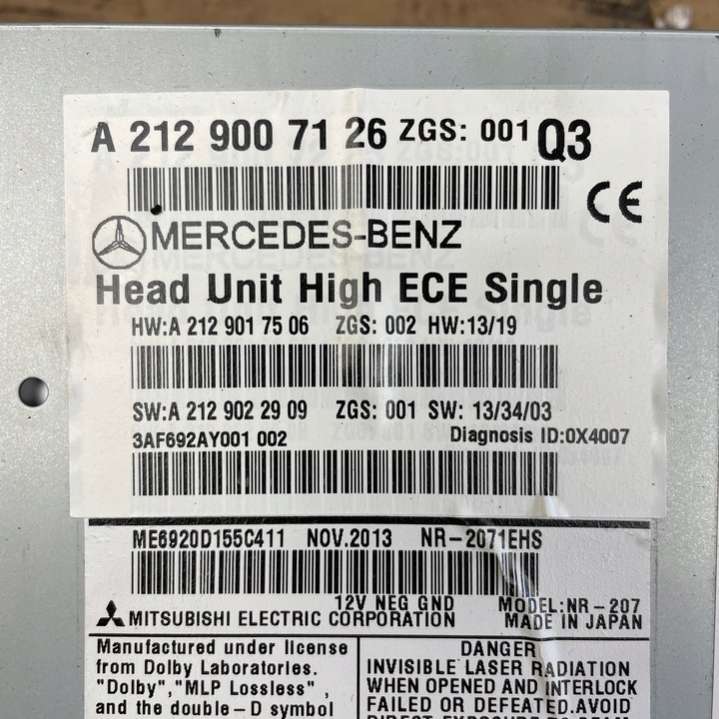 A 212 900 71 26 ZGS: 001 Q3
CE
MERCEDES-BENZ
Head Unit High ECE Single
HW:A 212 901 75 06 ZGS: 002 HW:13/19
SW:A 212 902 29 09 ZGS: 001 SW: 13/34/03
3AF692AY001 002 Diagnosis ID:0X4007
ME6920D155C411 NOV.2013 NR-2071EHS
12V NEG GND MODEL:NR-207
MITSUBISHI ELECTRIC CORPORATION MADE IN JAPAN
Manufactured under license
from Dolby Laboratories.
"Dolby","MLP Lossless",
and the double-D symbol
DANGER
INVISIBLE LASER RADIATION
WHEN OPENED AND INTERLOCK
FAILED OR DEFEATED.AVOID